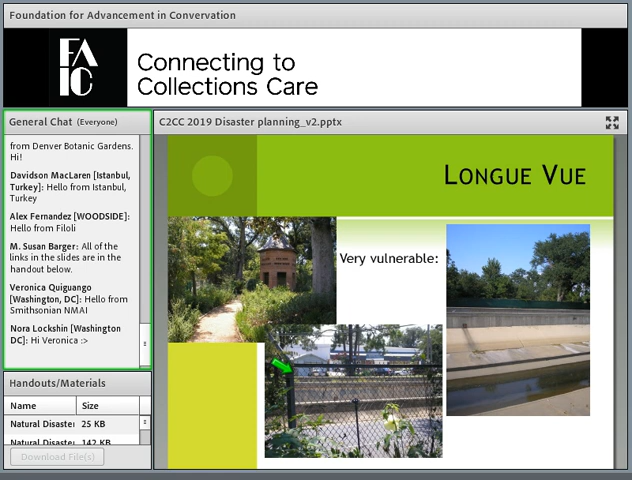 Foundation for Advancement in Convervation
FA
IC
Connecting to
Collections Care
General Chat (Everyone)
from Denver Botanic Gardens.
Hi!
Davidson MacLaren [Istanbul,
Turkey]: Hello from Istanbul,
Turkey
Alex Fernandez [WOODSIDE]:
Hello from Filoli
M. Susan Barger: All of the
links in the slides are in the
handout below.
Veronica Quiguango
[Washington, DC]: Hello from
Smithsonian NMAI
Nora Lockshin [Washington
DC]: Hi Veronica :>
Handouts/Materials
Name Size
Natural Disaster 25 KB
Natural Disaster 142 KB
Download File(s)
C2CC 2019 Disaster planning_v2.pptx
LONGUE VUE
Very vulnerable: